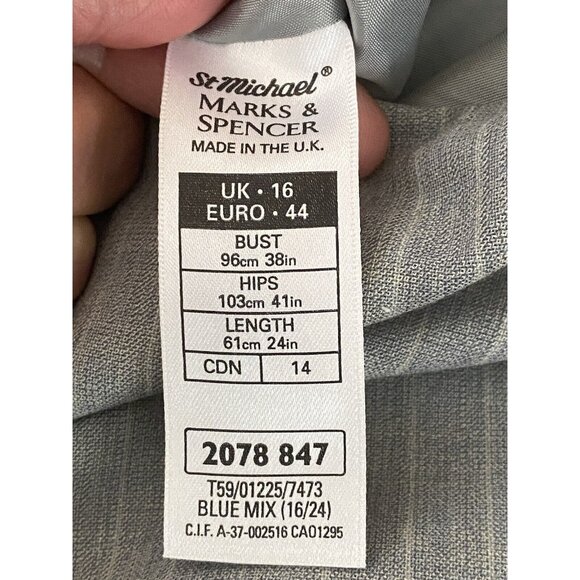 St Michael®
MARKS &
SPENCER
MADE IN THE U.K.
UK · 16
EURO · 44
BUST
96cm 38in
HIPS
103cm 41in
LENGTH
61cm 24in
CDN 14
2078 847
T59/01225/7473
BLUE MIX (16/24)
C.I.F. A-37-002516 CA01295